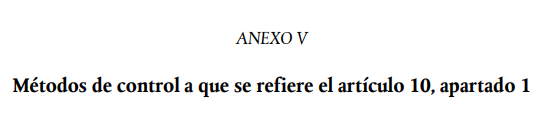 ANEXO V
Métodos de control a que se refiere el artículo 10, apartado 1